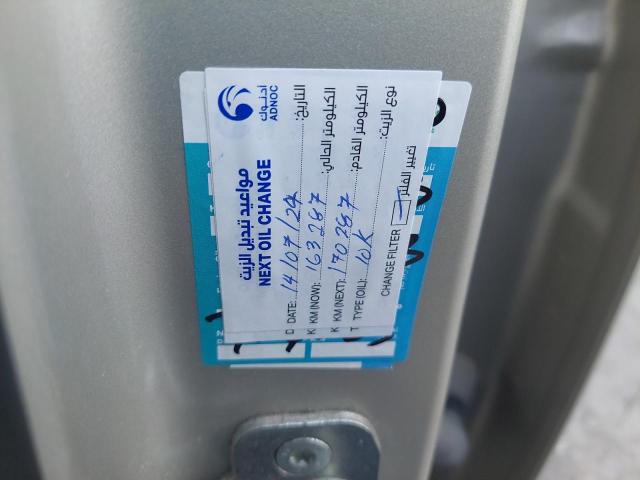 أدنوك
ADNOC
مواعيد تبديل الزيت
NEXT OIL CHANGE
DATE: 14/07/24 التاريخ:
KM (NOW): 163287 الكيلومتر الحالي:
KM (NEXT): 170287 الكيلومتر القادم:
TYPE (OIL): 10K نوع الزيت:
CHANGE FILTER تغيير الفلتر